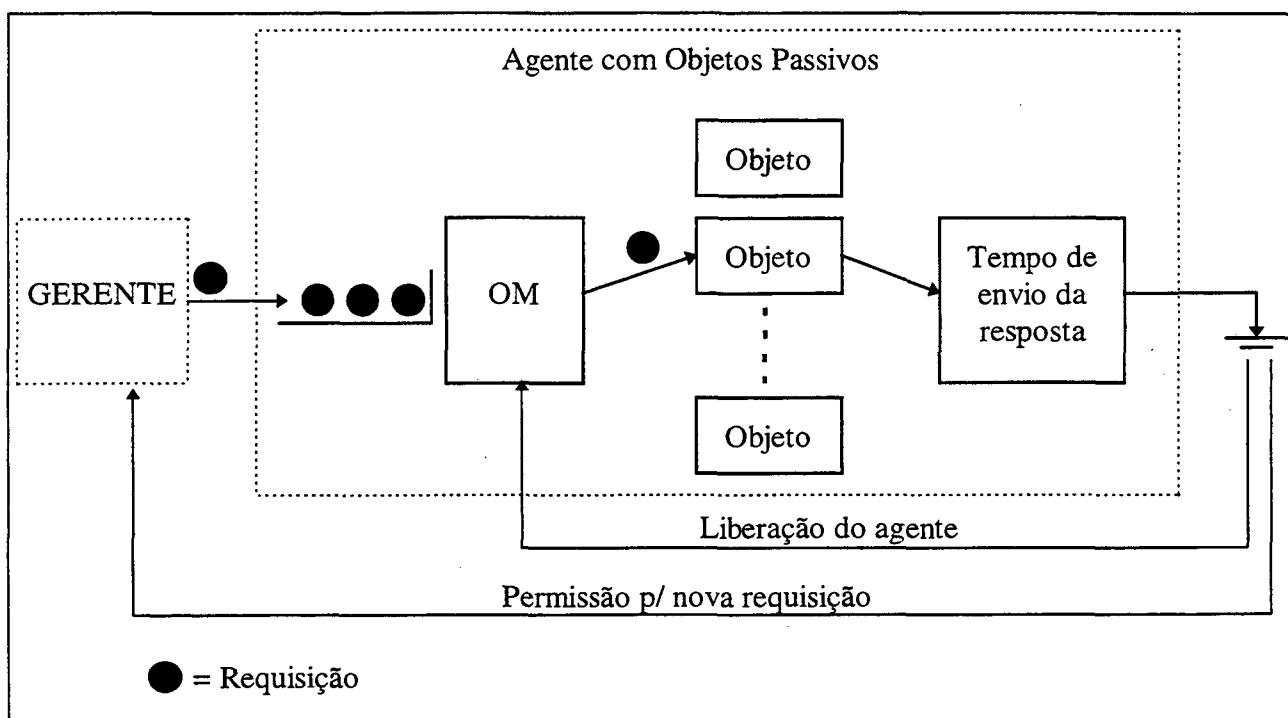 Agente com Objetos Passivos
Objeto
GERENTE
OM
Objeto
Tempo de
envio da
resposta
Objeto
Liberação do agente
Permissão p/ nova requisição
= Requisição